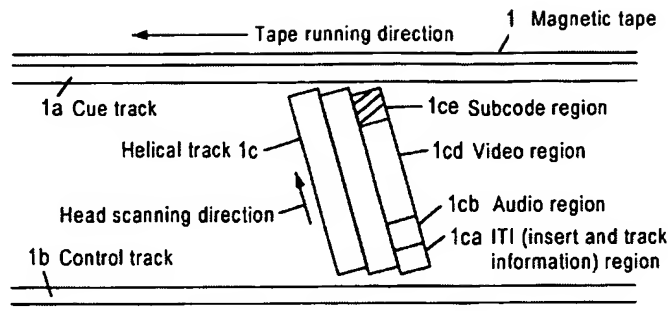 1 Magnetic tape
Tape running direction
1a Cue track
1ce Subcode region
Helical track 1c
1cd Video region
Head scanning direction
1cb Audio region
1ca ITI (insert and track
information) region
1b Control track